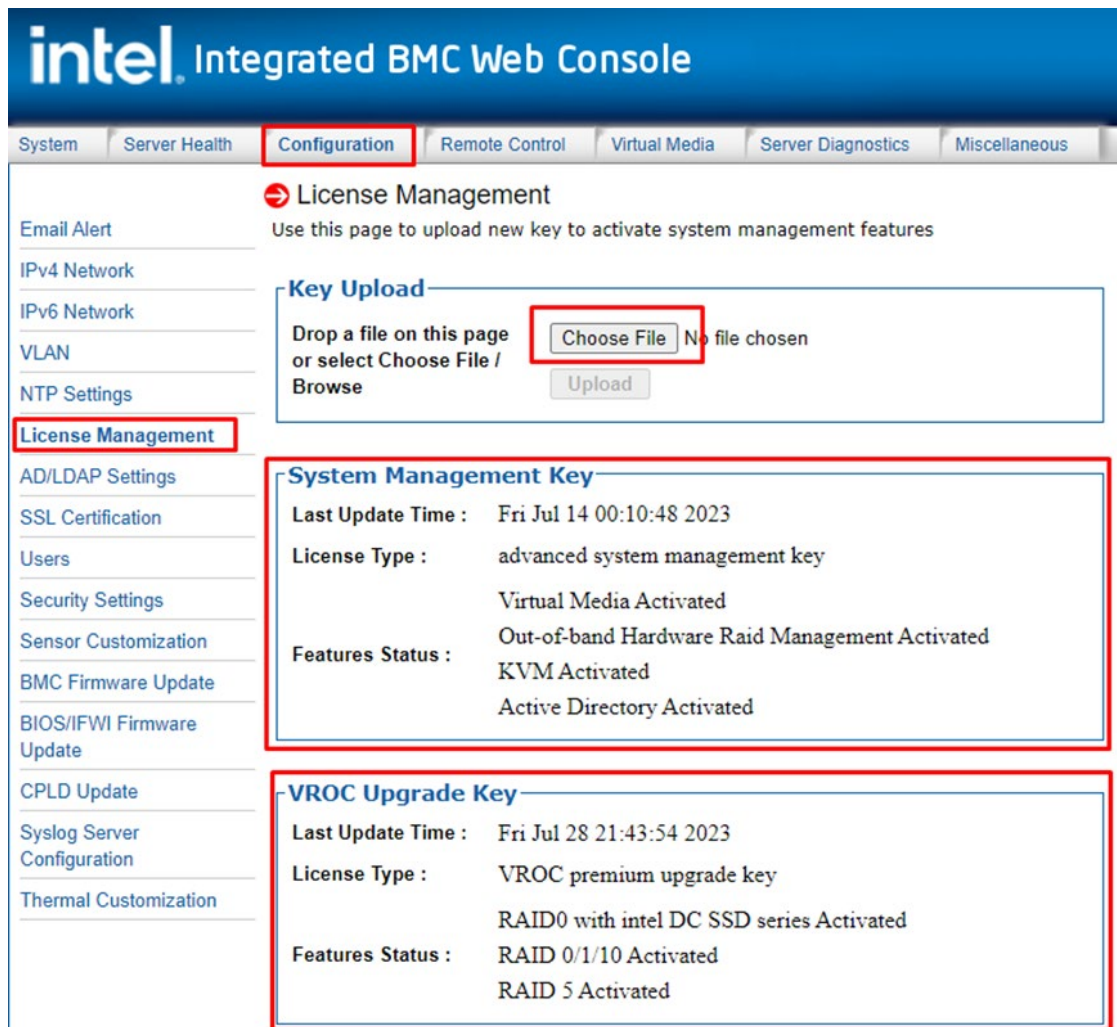 intel. Integrated BMC Web Console
System Server Health Configuration Remote Control Virtual Media Server Diagnostics Miscellaneous
License Management
Use this page to upload new key to activate system management features
Email Alert
IPv4 Network
IPv6 Network
VLAN
NTP Settings
License Management
AD/LDAP Settings
SSL Certification
Users
Security Settings
Sensor Customization
BMC Firmware Update
BIOS/IFWI Firmware
Update
CPLD Update
Syslog Server
Configuration
Thermal Customization
Key Upload
Drop a file on this page
or select Choose File /
Browse
Choose File No file chosen
Upload
System Management Key
Last Update Time : Fri Jul 14 00:10:48 2023
License Type : advanced system management key
Features Status :
Virtual Media Activated
Out-of-band Hardware Raid Management Activated
KVM Activated
Active Directory Activated
VROC Upgrade Key
Last Update Time : Fri Jul 28 21:43:54 2023
License Type : VROC premium upgrade key
Features Status :
RAID0 with intel DC SSD series Activated
RAID 0/1/10 Activated
RAID 5 Activated